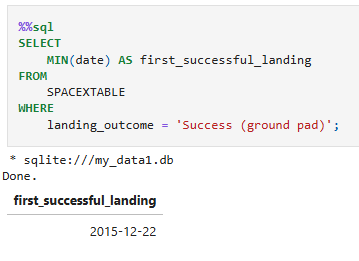 %%sql
SELECT
    MIN(date) AS first_successful_landing
FROM
    SPACEXTABLE
WHERE
    landing_outcome = 'Success (ground pad)';
* sqlite:///my_data1.db
Done.
first_successful_landing
2015-12-22